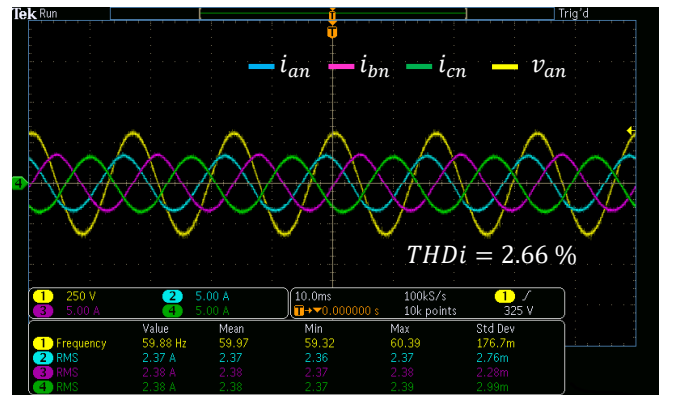 Tek Run Trig'd
T
T
i_an i_bn i_cn v_an
4
THDi = 2.66 %
1 250 V 2 5.00 A 10.0ms 100kS/s 1
3 5.00 A 4 5.00 A T→▼0.000000 s 10k points 325 V
Value Mean Min Max Std Dev
1 Frequency 59.88 Hz 59.97 59.32 60.39 176.7m
2 RMS 2.37 A 2.37 2.36 2.37 2.76m
3 RMS 2.38 A 2.38 2.37 2.38 2.28m
4 RMS 2.38 A 2.38 2.37 2.39 2.99m